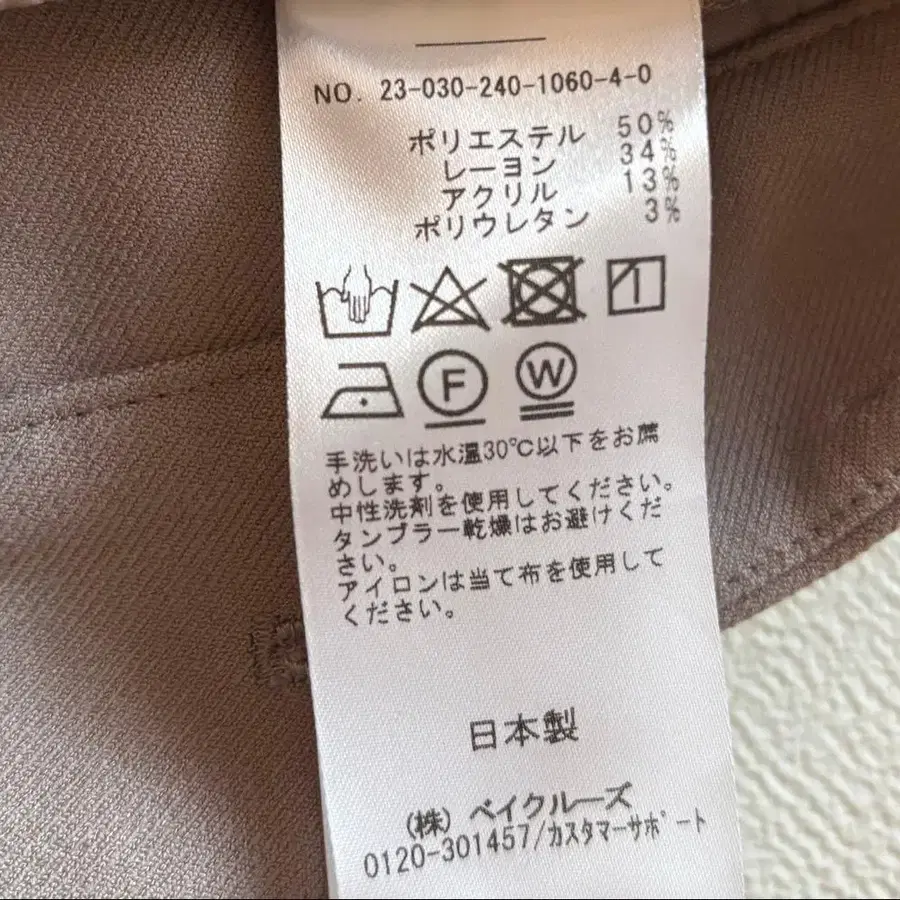 NO. 23-030-240-1060-4-0
ポリエステル 50%
レーヨン 34%
アクリル 13%
ポリウレタン 3%
F W
手洗いは水温30℃以下をお薦
めします。
中性洗剤を使用してください。
タンブラー乾燥はお避けくだ
さい。
アイロンは当て布を使用して
ください。
日本製
(株) ベイクルーズ
0120-301457/カスタマーサポート